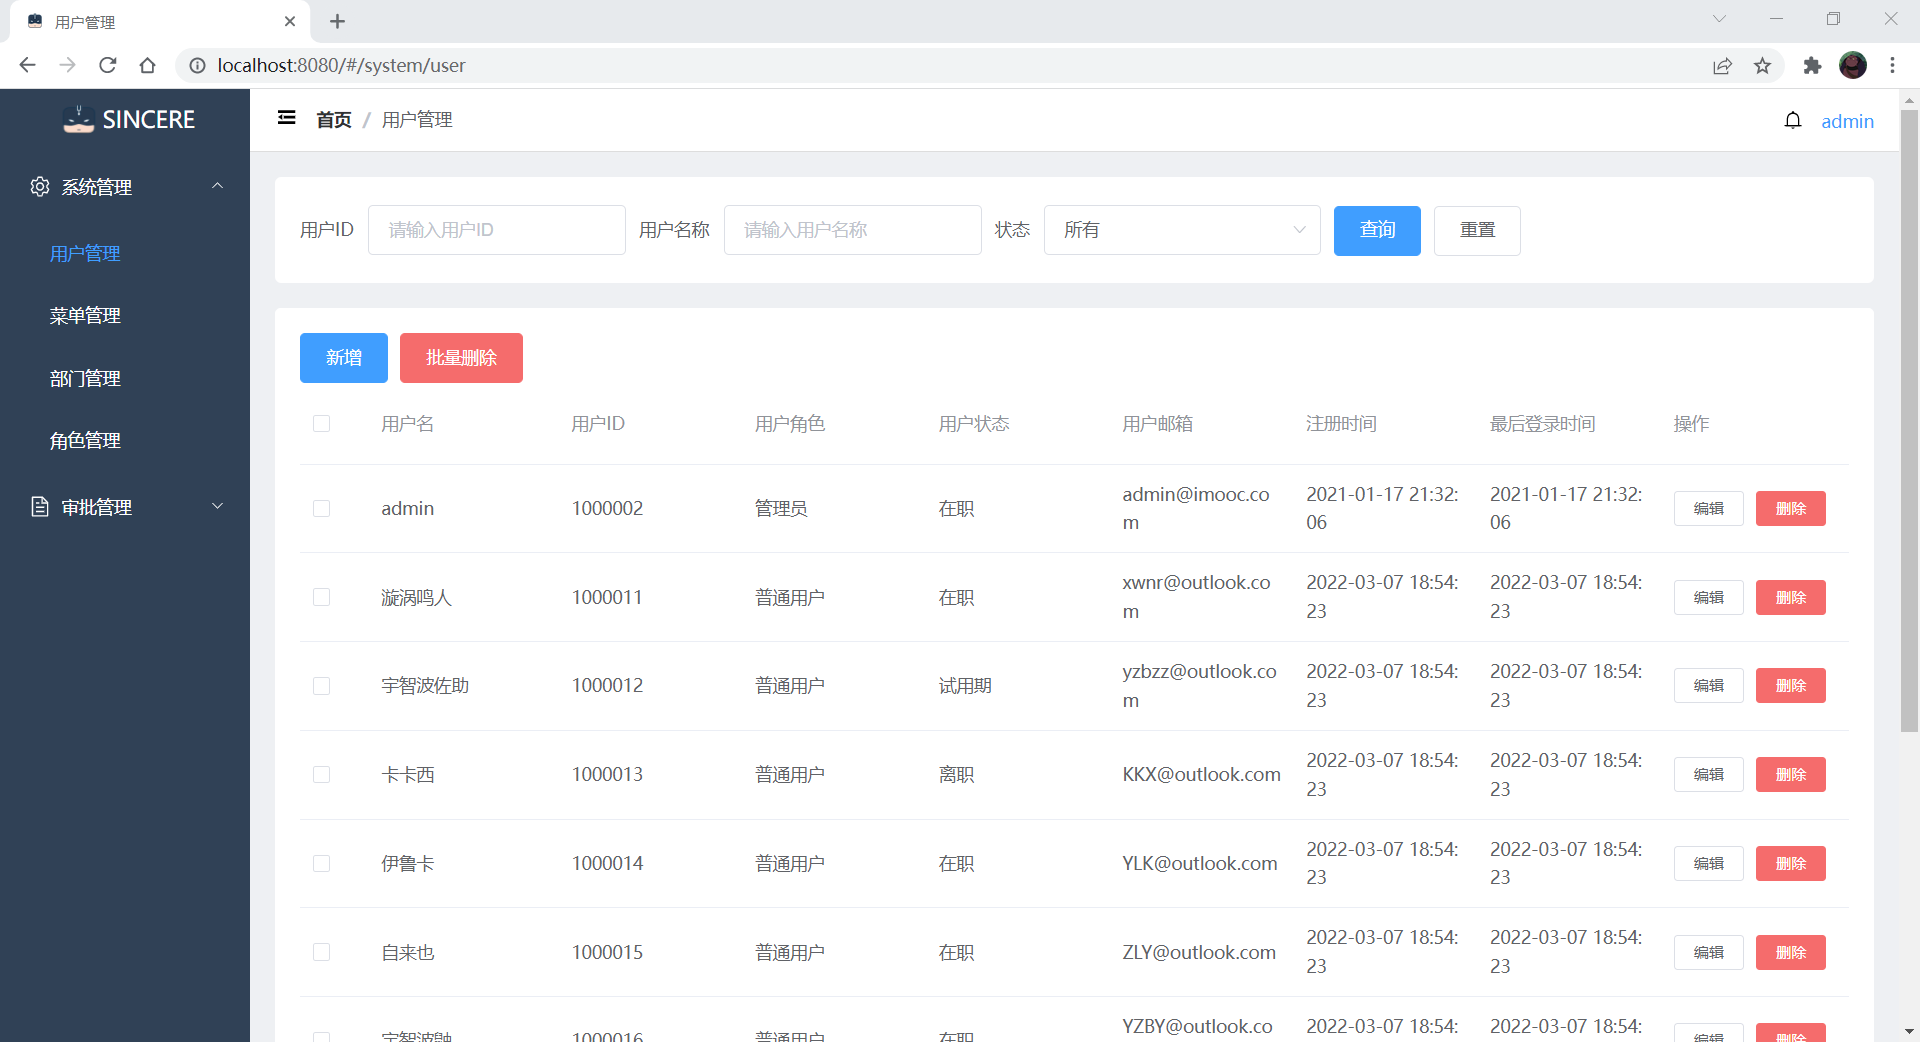 用户管理
localhost:8080/#/system/user
SINCERE
首页 / 用户管理
admin
系统管理
用户管理
菜单管理
部门管理
角色管理
审批管理
用户ID 请输入用户ID 用户名称 请输入用户名称 状态 所有 查询 重置
新增 批量删除
用户名 用户ID 用户角色 用户状态 用户邮箱 注册时间 最后登录时间 操作
admin 1000002 管理员 在职 admin@imooc.co 2021-01-17 21:32: 2021-01-17 21:32: 编辑 删除
m 06 06
漩涡鸣人 1000011 普通用户 在职 xwnr@outlook.co 2022-03-07 18:54: 2022-03-07 18:54: 编辑 删除
m 23 23
宇智波佐助 1000012 普通用户 试用期 yzbzz@outlook.co 2022-03-07 18:54: 2022-03-07 18:54: 编辑 删除
m 23 23
卡卡西 1000013 普通用户 离职 KKX@outlook.com 2022-03-07 18:54: 2022-03-07 18:54: 编辑 删除
23 23
伊鲁卡 1000014 普通用户 在职 YLK@outlook.com 2022-03-07 18:54: 2022-03-07 18:54: 编辑 删除
23 23
自来也 1000015 普通用户 在职 ZLY@outlook.com 2022-03-07 18:54: 2022-03-07 18:54: 编辑 删除
23 23
宇智波鼬 1000016 普通用户 在职 YZBY@outlook.co 2022-03-07 18:54: 2022-03-07 18:54: 编辑 删除